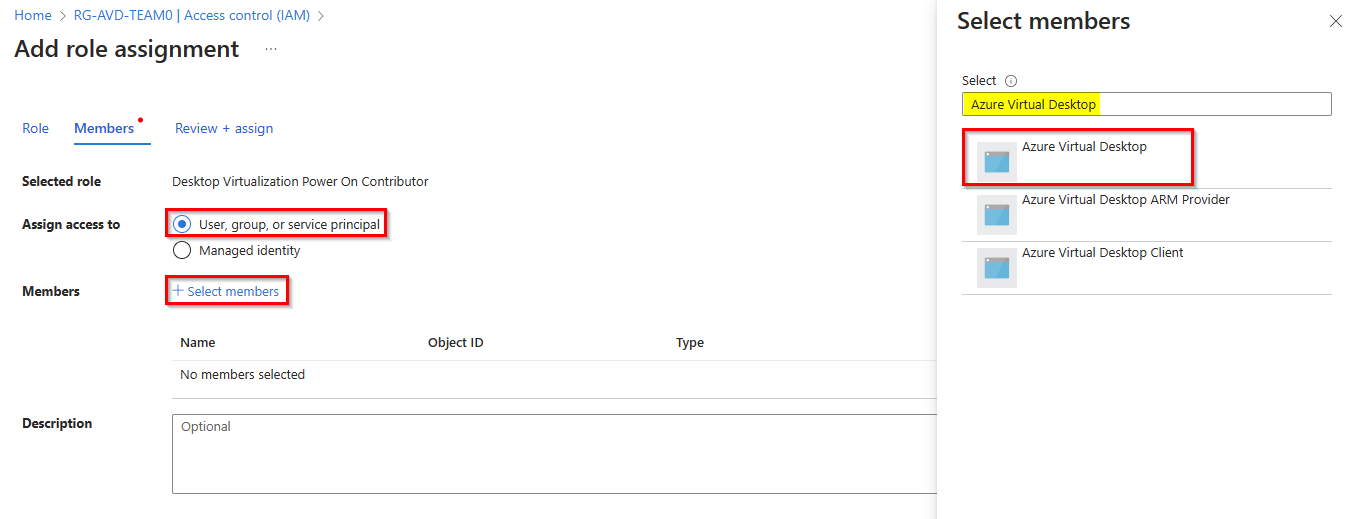 Home > RG-AVD-TEAM0 | Access control (IAM) >
Add role assignment ...
Role Members Review + assign
Selected role Desktop Virtualization Power On Contributor
Assign access to User, group, or service principal
Managed identity
Members + Select members
Name Object ID Type
No members selected
Description Optional
Select members
Select
Azure Virtual Desktop
Azure Virtual Desktop
Azure Virtual Desktop ARM Provider
Azure Virtual Desktop Client